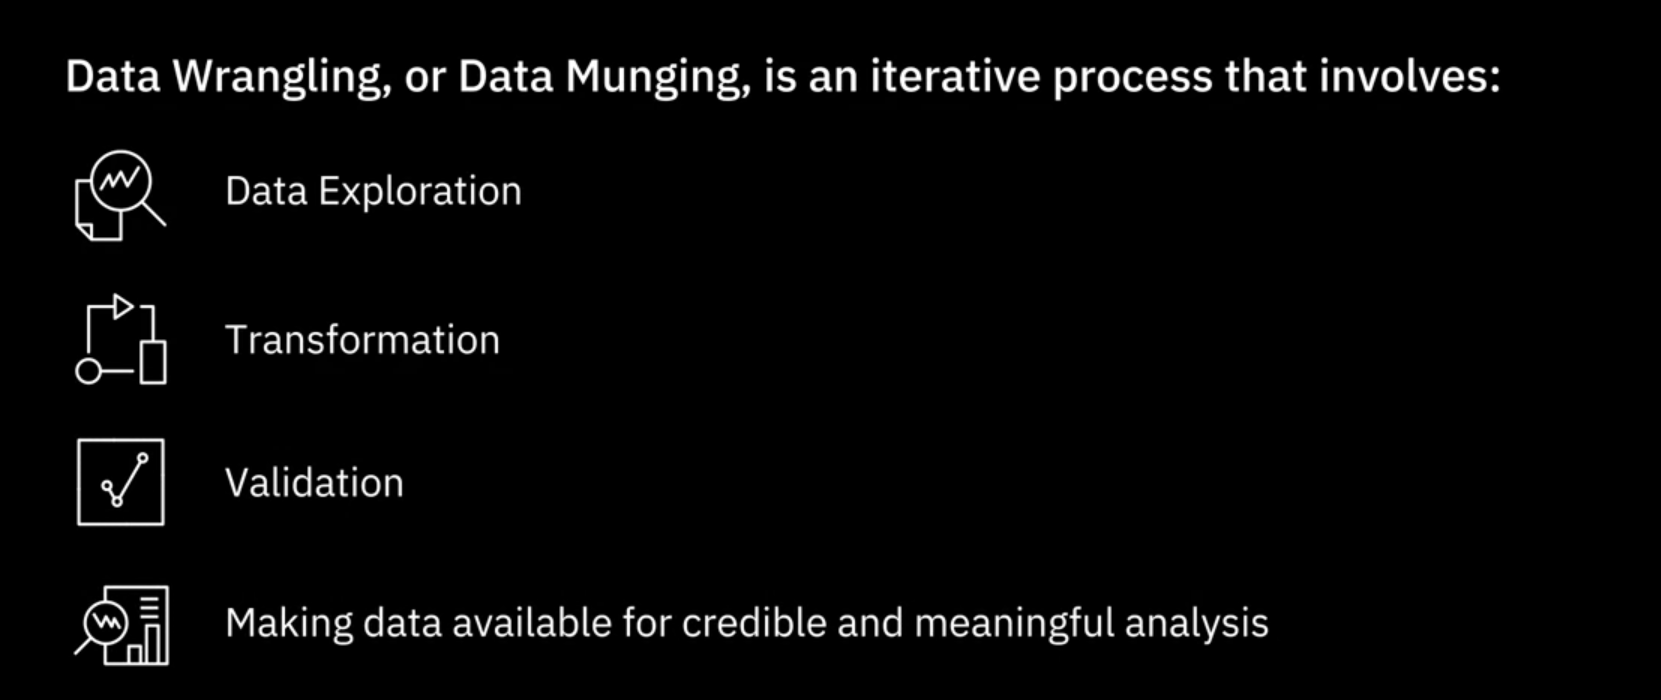 Data Wrangling, or Data Munging, is an iterative process that involves:
Data Exploration
Transformation
Validation
Making data available for credible and meaningful analysis